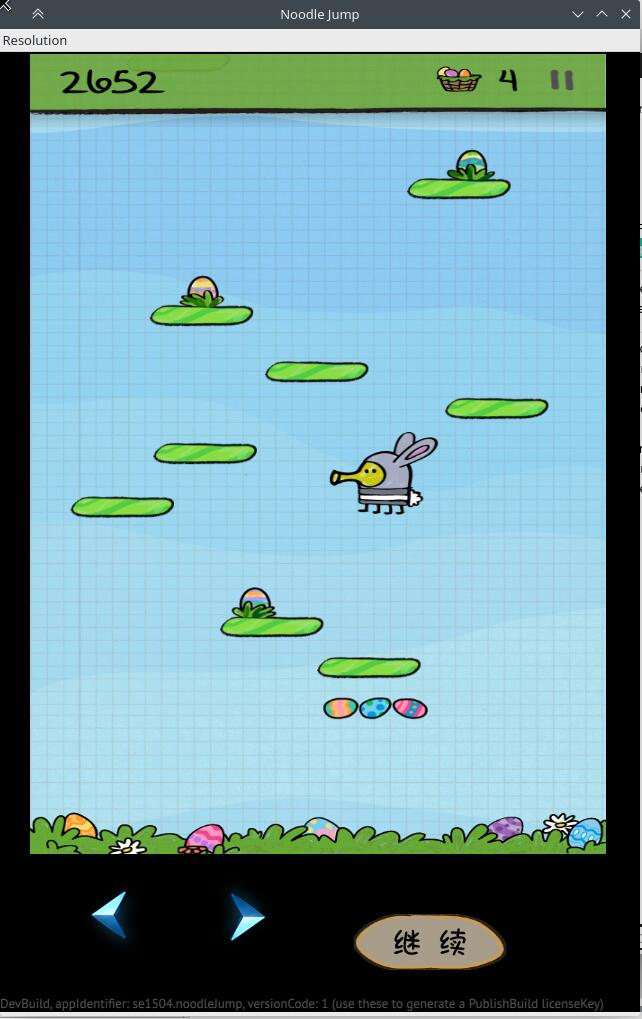 Noodle Jump
Resolution
2652 4
继 续
DevBuild, appIdentifier: se1504.noodleJump, versionCode: 1 (use these to generate a PublishBuild licenseKey)